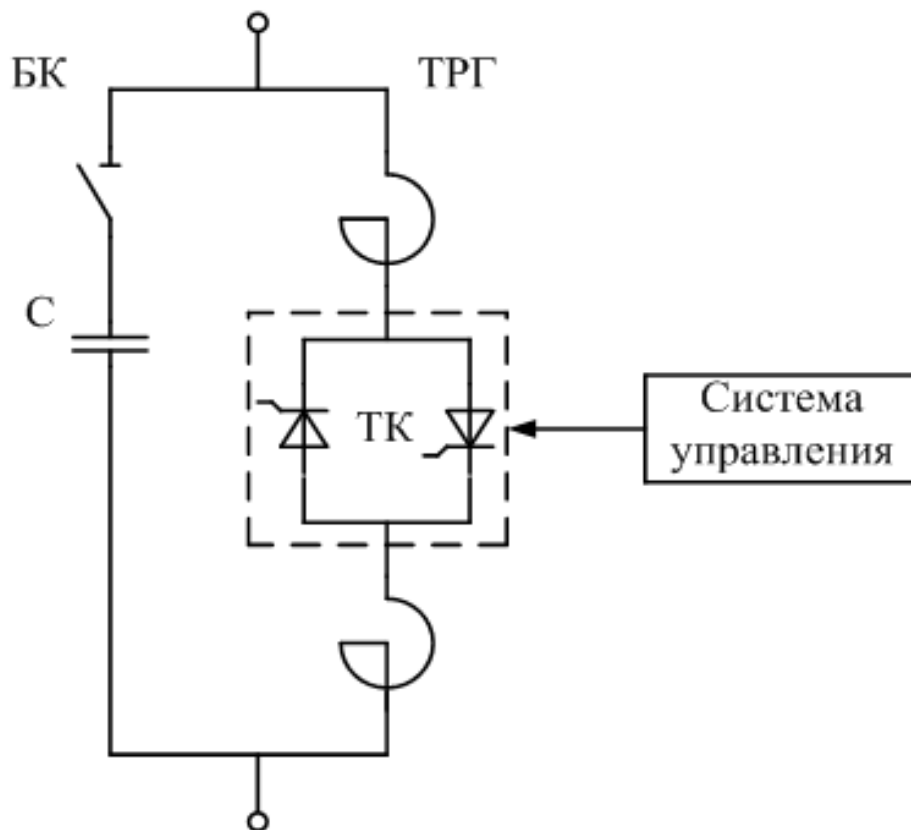 БК
ТРГ
С
ТК
Система
управления